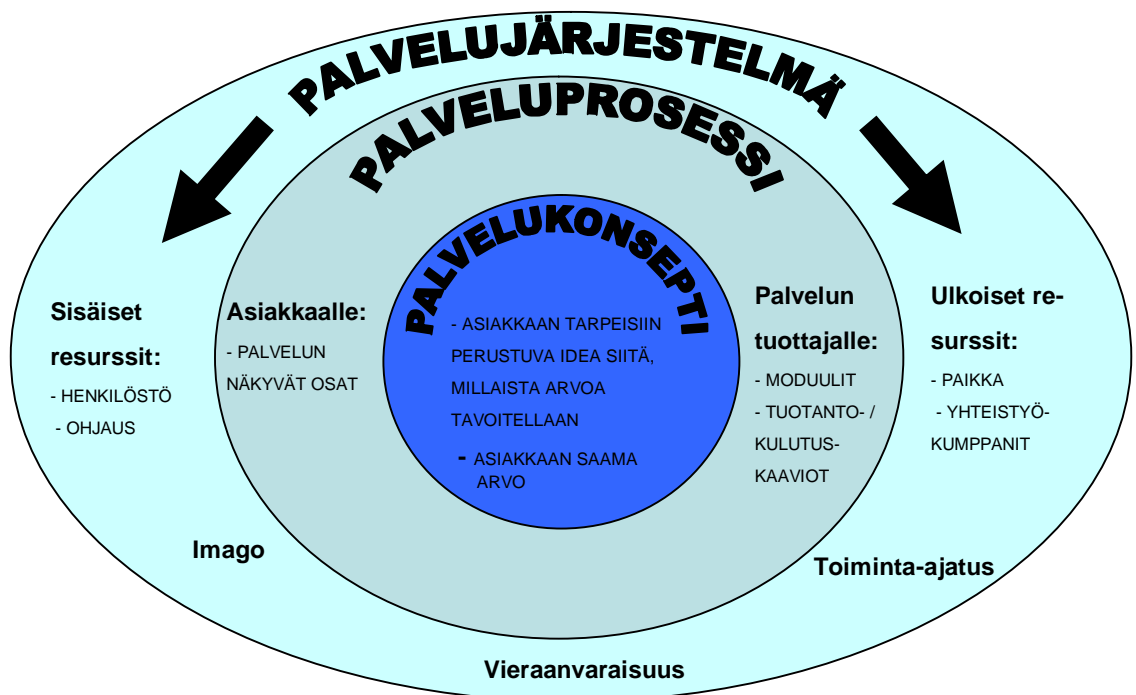 PALVELUJÄRJESTELMÄ
PALVELUPROSESSI
PALVELUKONSEPTI
Sisäiset
resurssit:
- HENKILÖSTÖ
- OHJAUS
Asiakkaalle:
- PALVELUN
NÄKYVÄT OSAT
- ASIAKKAAN TARPEISIIN
PERUSTUVA IDEA SIITÄ,
MILLAISTA ARVOA
TAVOITELLAAN
- ASIAKKAAN SAAMA
ARVO
Palvelun
tuottajalle:
- MODUULIT
- TUOTANTO- /
KULUTUS-
KAAVIOT
Ulkoiset re-
surssit:
- PAIKKA
- YHTEISTYÖ-
KUMPPANIT
Imago
Toiminta-ajatus
Vieraanvaraisuus